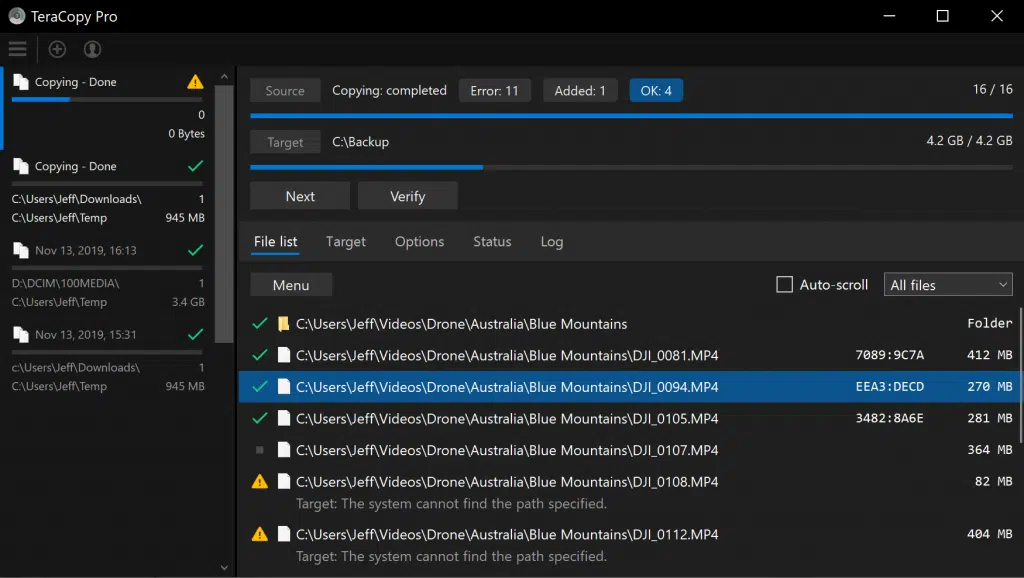 TeraCopy Pro
Copying - Done
0
0 Bytes
Copying - Done
C:\Users\Jeff\Downloads\ 1
C:\Users\Jeff\Temp 945 MB
Nov 13, 2019, 16:13
D:\DCIM\100MEDIA\ 1
C:\Users\Jeff\Temp 3.4 GB
Nov 13, 2019, 15:31
c:\Users\Jeff\Downloads\ 1
C:\Users\Jeff\Temp 945 MB
Source Copying: completed Error: 11 Added: 1 OK: 4 16 / 16
Target C:\Backup 4.2 GB / 4.2 GB
Next Verify
File list Target Options Status Log
Menu Auto-scroll All files
C:\Users\Jeff\Videos\Drone\Australia\Blue Mountains Folder
C:\Users\Jeff\Videos\Drone\Australia\Blue Mountains\DJI_0081.MP4 7089:9C7A 412 MB
C:\Users\Jeff\Videos\Drone\Australia\Blue Mountains\DJI_0094.MP4 EEA3:DECD 270 MB
C:\Users\Jeff\Videos\Drone\Australia\Blue Mountains\DJI_0105.MP4 3482:8A6E 281 MB
C:\Users\Jeff\Videos\Drone\Australia\Blue Mountains\DJI_0107.MP4 364 MB
C:\Users\Jeff\Videos\Drone\Australia\Blue Mountains\DJI_0108.MP4 82 MB
Target: The system cannot find the path specified.
C:\Users\Jeff\Videos\Drone\Australia\Blue Mountains\DJI_0112.MP4 404 MB
Target: The system cannot find the path specified.